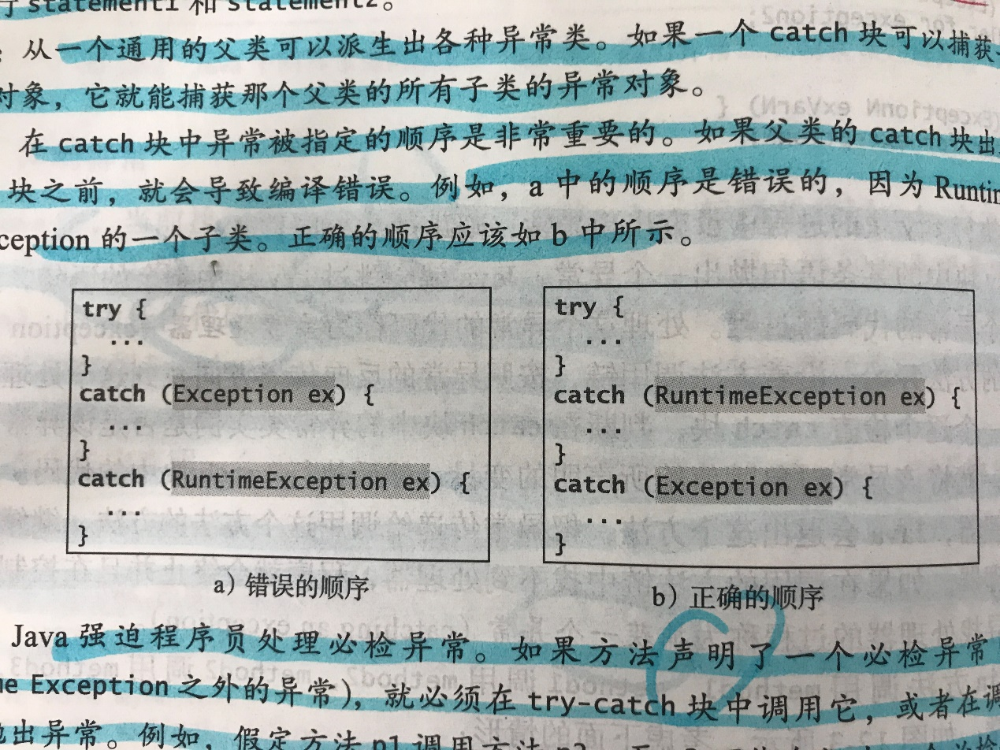 statement1 和 statement2。
从一个通用的父类可以派生出各种异常类。如果一个 catch 块可以捕获
对象，它就能捕获那个父类的所有子类的异常对象。
在 catch 块中异常被指定的顺序是非常重要的。如果父类的 catch 块出
块之前，就会导致编译错误。例如，a 中的顺序是错误的，因为 Runtim
ception 的一个子类。正确的顺序应该如 b 中所示。
try {
...
}
catch (Exception ex) {
...
}
catch (RuntimeException ex) {
...
}
a) 错误的顺序
try {
...
}
catch (RuntimeException ex) {
...
}
catch (Exception ex) {
...
}
b) 正确的顺序
Java 强迫程序员处理必检异常。如果方法声明了一个必检异常
e Exception 之外的异常)，就必须在 try-catch 块中调用它，或者在调
出异常。例如，假定方法 p1 调用方法